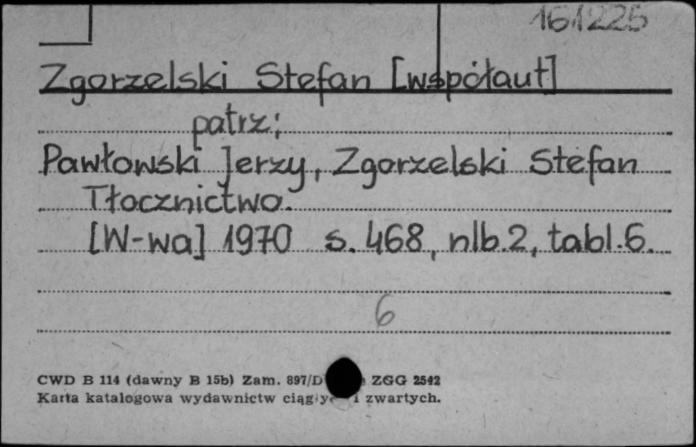 161225
Zgorzelski Stefan [współaut]
patrz:
Pawłowski Jerzy, Zgorzelski Stefan
Tłocznictwo.
[W-wa] 1970 s. 468, nlb. 2, tabl. 6.
6
CWD B 114 (dawny B 15b) Zam. 897/D ZGG 2542
Karta katalogowa wydawnictw i zwartych.